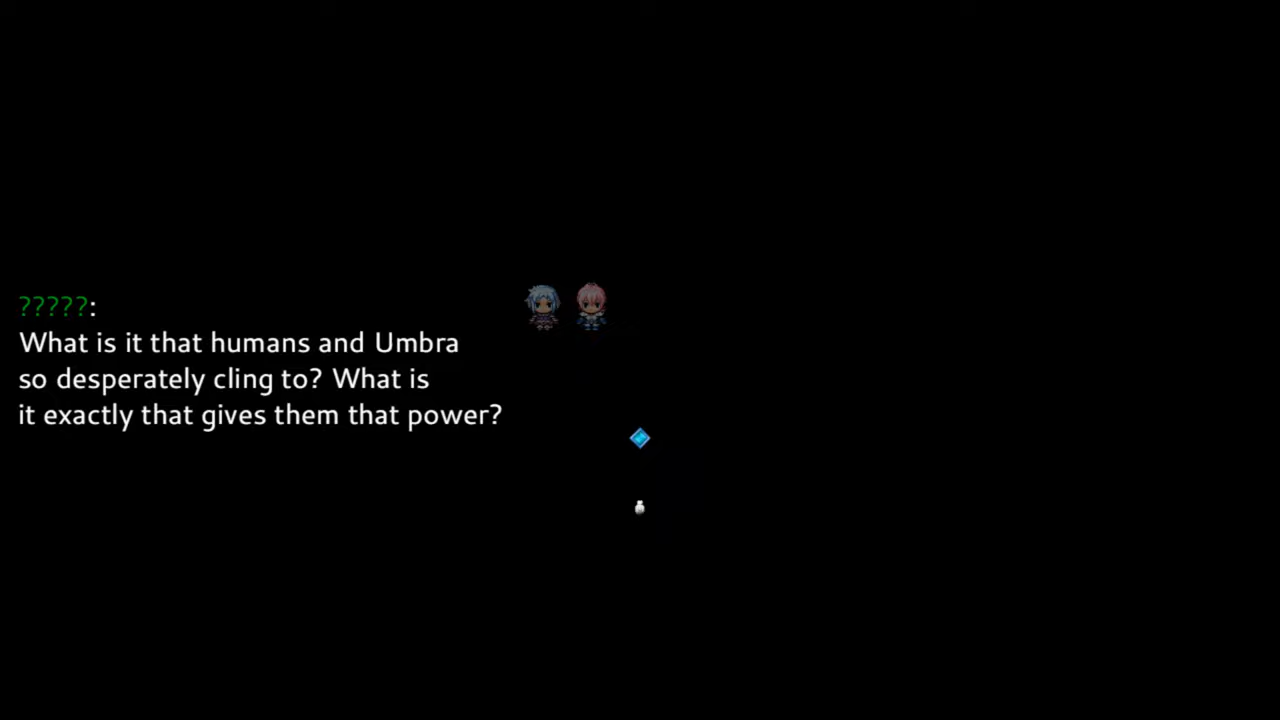 ?????:
What is it that humans and Umbra
so desperately cling to? What is
it exactly that gives them that power?